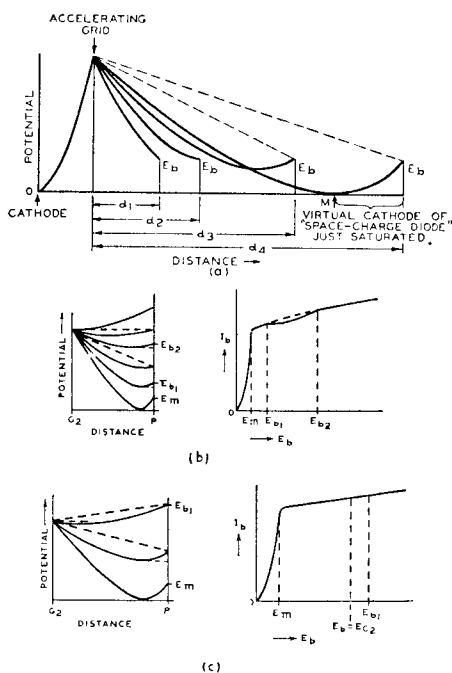 ACCELERATING
GRID
POTENTIAL
0
CATHODE
Eb
Eb
Eb
Eb
d1
d2
d3
d4
M
VIRTUAL CATHODE OF
"SPACE-CHARGE DIODE"
JUST SATURATED.
DISTANCE →
(a)
POTENTIAL
Eb2
Eb1
Em
G2
P
DISTANCE
Ib
0
Em
Eb1
Eb2
Eb
(b)
POTENTIAL
Eb1
Em
G2
P
DISTANCE
Ib
0
Em
Eb1
Eb=Ec2
Eb
(c)